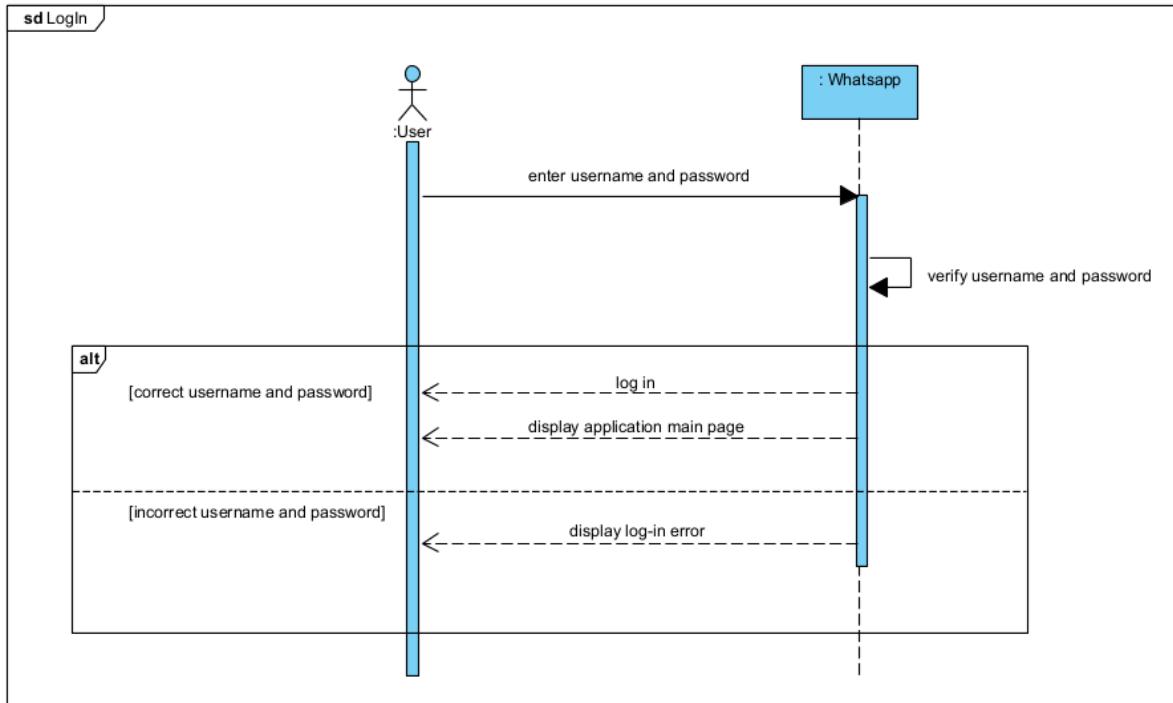 sd LogIn
: Whatsapp
:User
enter username and password
verify username and password
alt
[correct username and password]
log in
display application main page
[incorrect username and password]
display log-in error